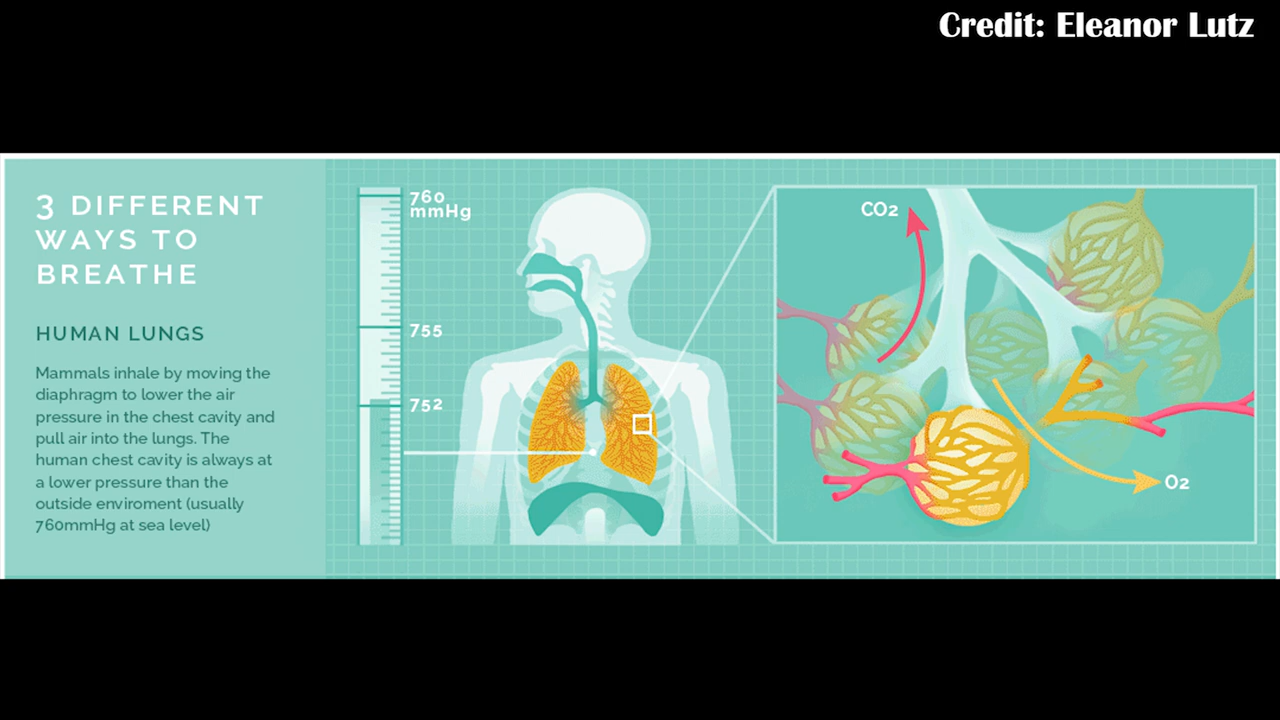 Credit: Eleanor Lutz
3 DIFFERENT
WAYS TO
BREATHE
HUMAN LUNGS
Mammals inhale by moving the
diaphragm to lower the air
pressure in the chest cavity and
pull air into the lungs. The
human chest cavity is always at
a lower pressure than the
outside enviroment (usually
760mmHg at sea level)
760
mmHg
755
752
CO2
O2